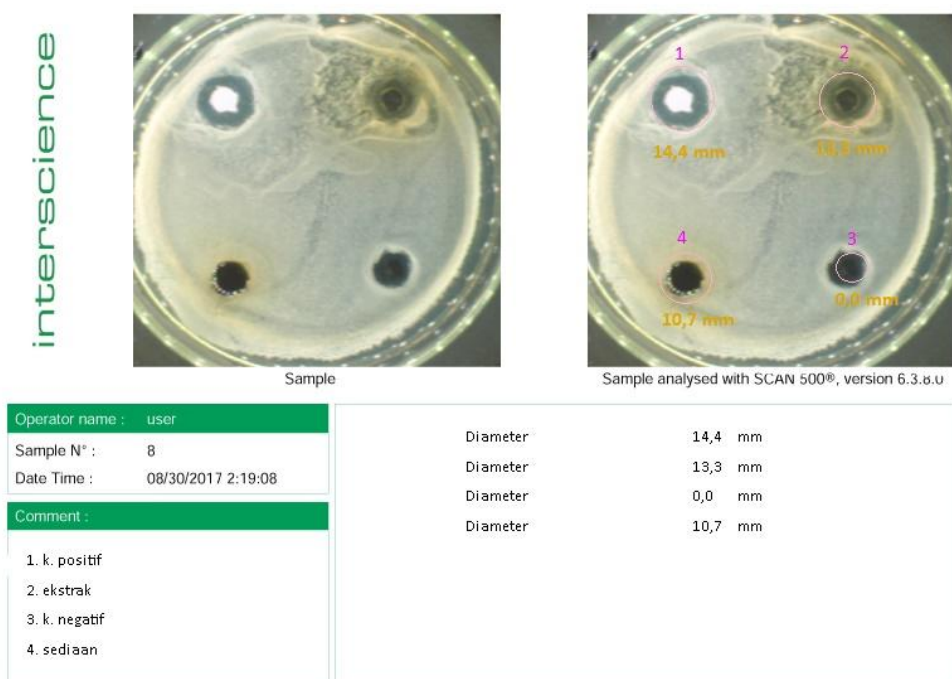 interscience
1
2
14,4 mm
13,3 mm
4
3
0,0 mm
10,7 mm
Sample
Sample analysed with SCAN 500®, version 6.3.8.0
Operator name : user
Sample N° : 8
Date Time : 08/30/2017 2:19:08
Comment :
1. k. positif
2. ekstrak
3. k. negatif
4. sediaan
Diameter 14,4 mm
Diameter 13,3 mm
Diameter 0,0 mm
Diameter 10,7 mm